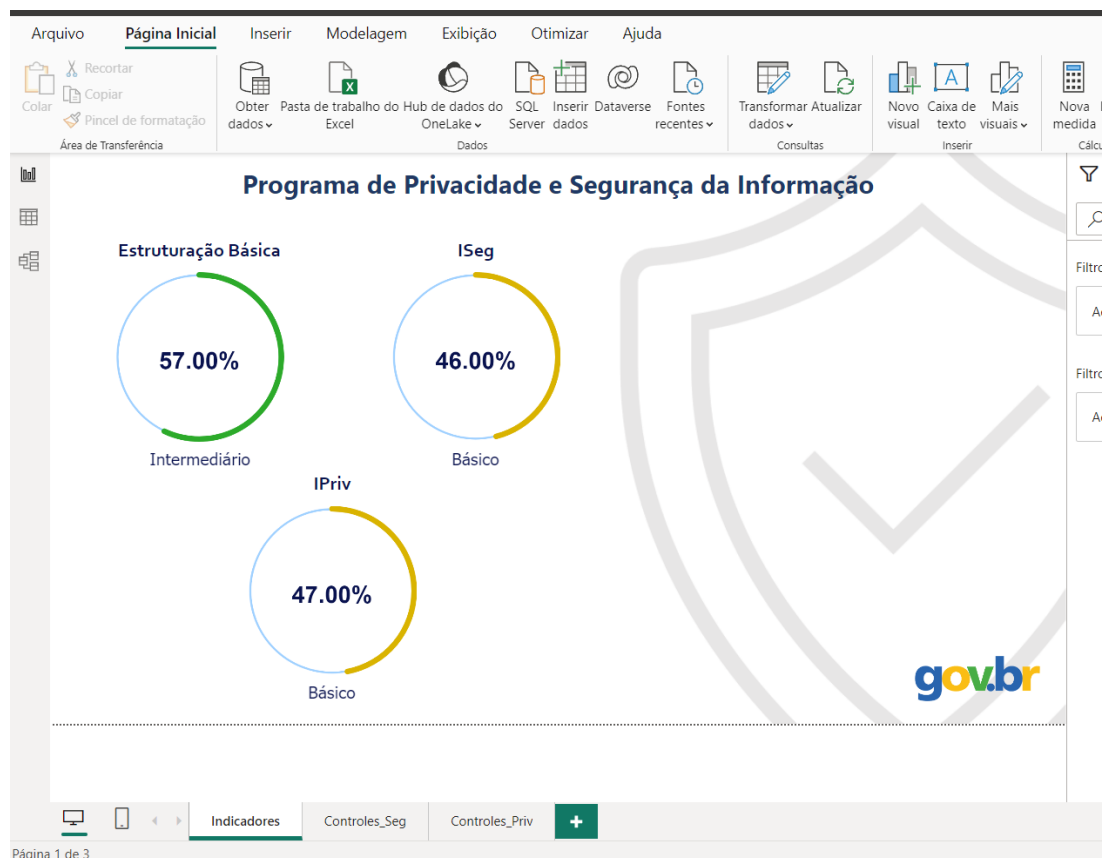 Arquivo Página Inicial Inserir Modelagem Exibição Otimizar Ajuda
Colar
Recortar
Copiar
Pincel de formatação
Área de Transferência
Obter dados
Pasta de trabalho do Excel
Hub de dados do OneLake
SQL Server
Inserir dados
Dataverse
Fontes recentes
Dados
Transformar dados
Atualizar
Consultas
Novo visual
Caixa de texto
Mais visuais
Inserir
Nova medida
Programa de Privacidade e Segurança da Informação
Estruturação Básica
57.00%
Intermediário
ISeg
46.00%
Básico
IPriv
47.00%
Básico
gov.br
Indicadores Controles_Seg Controles_Priv
Página 1 de 3